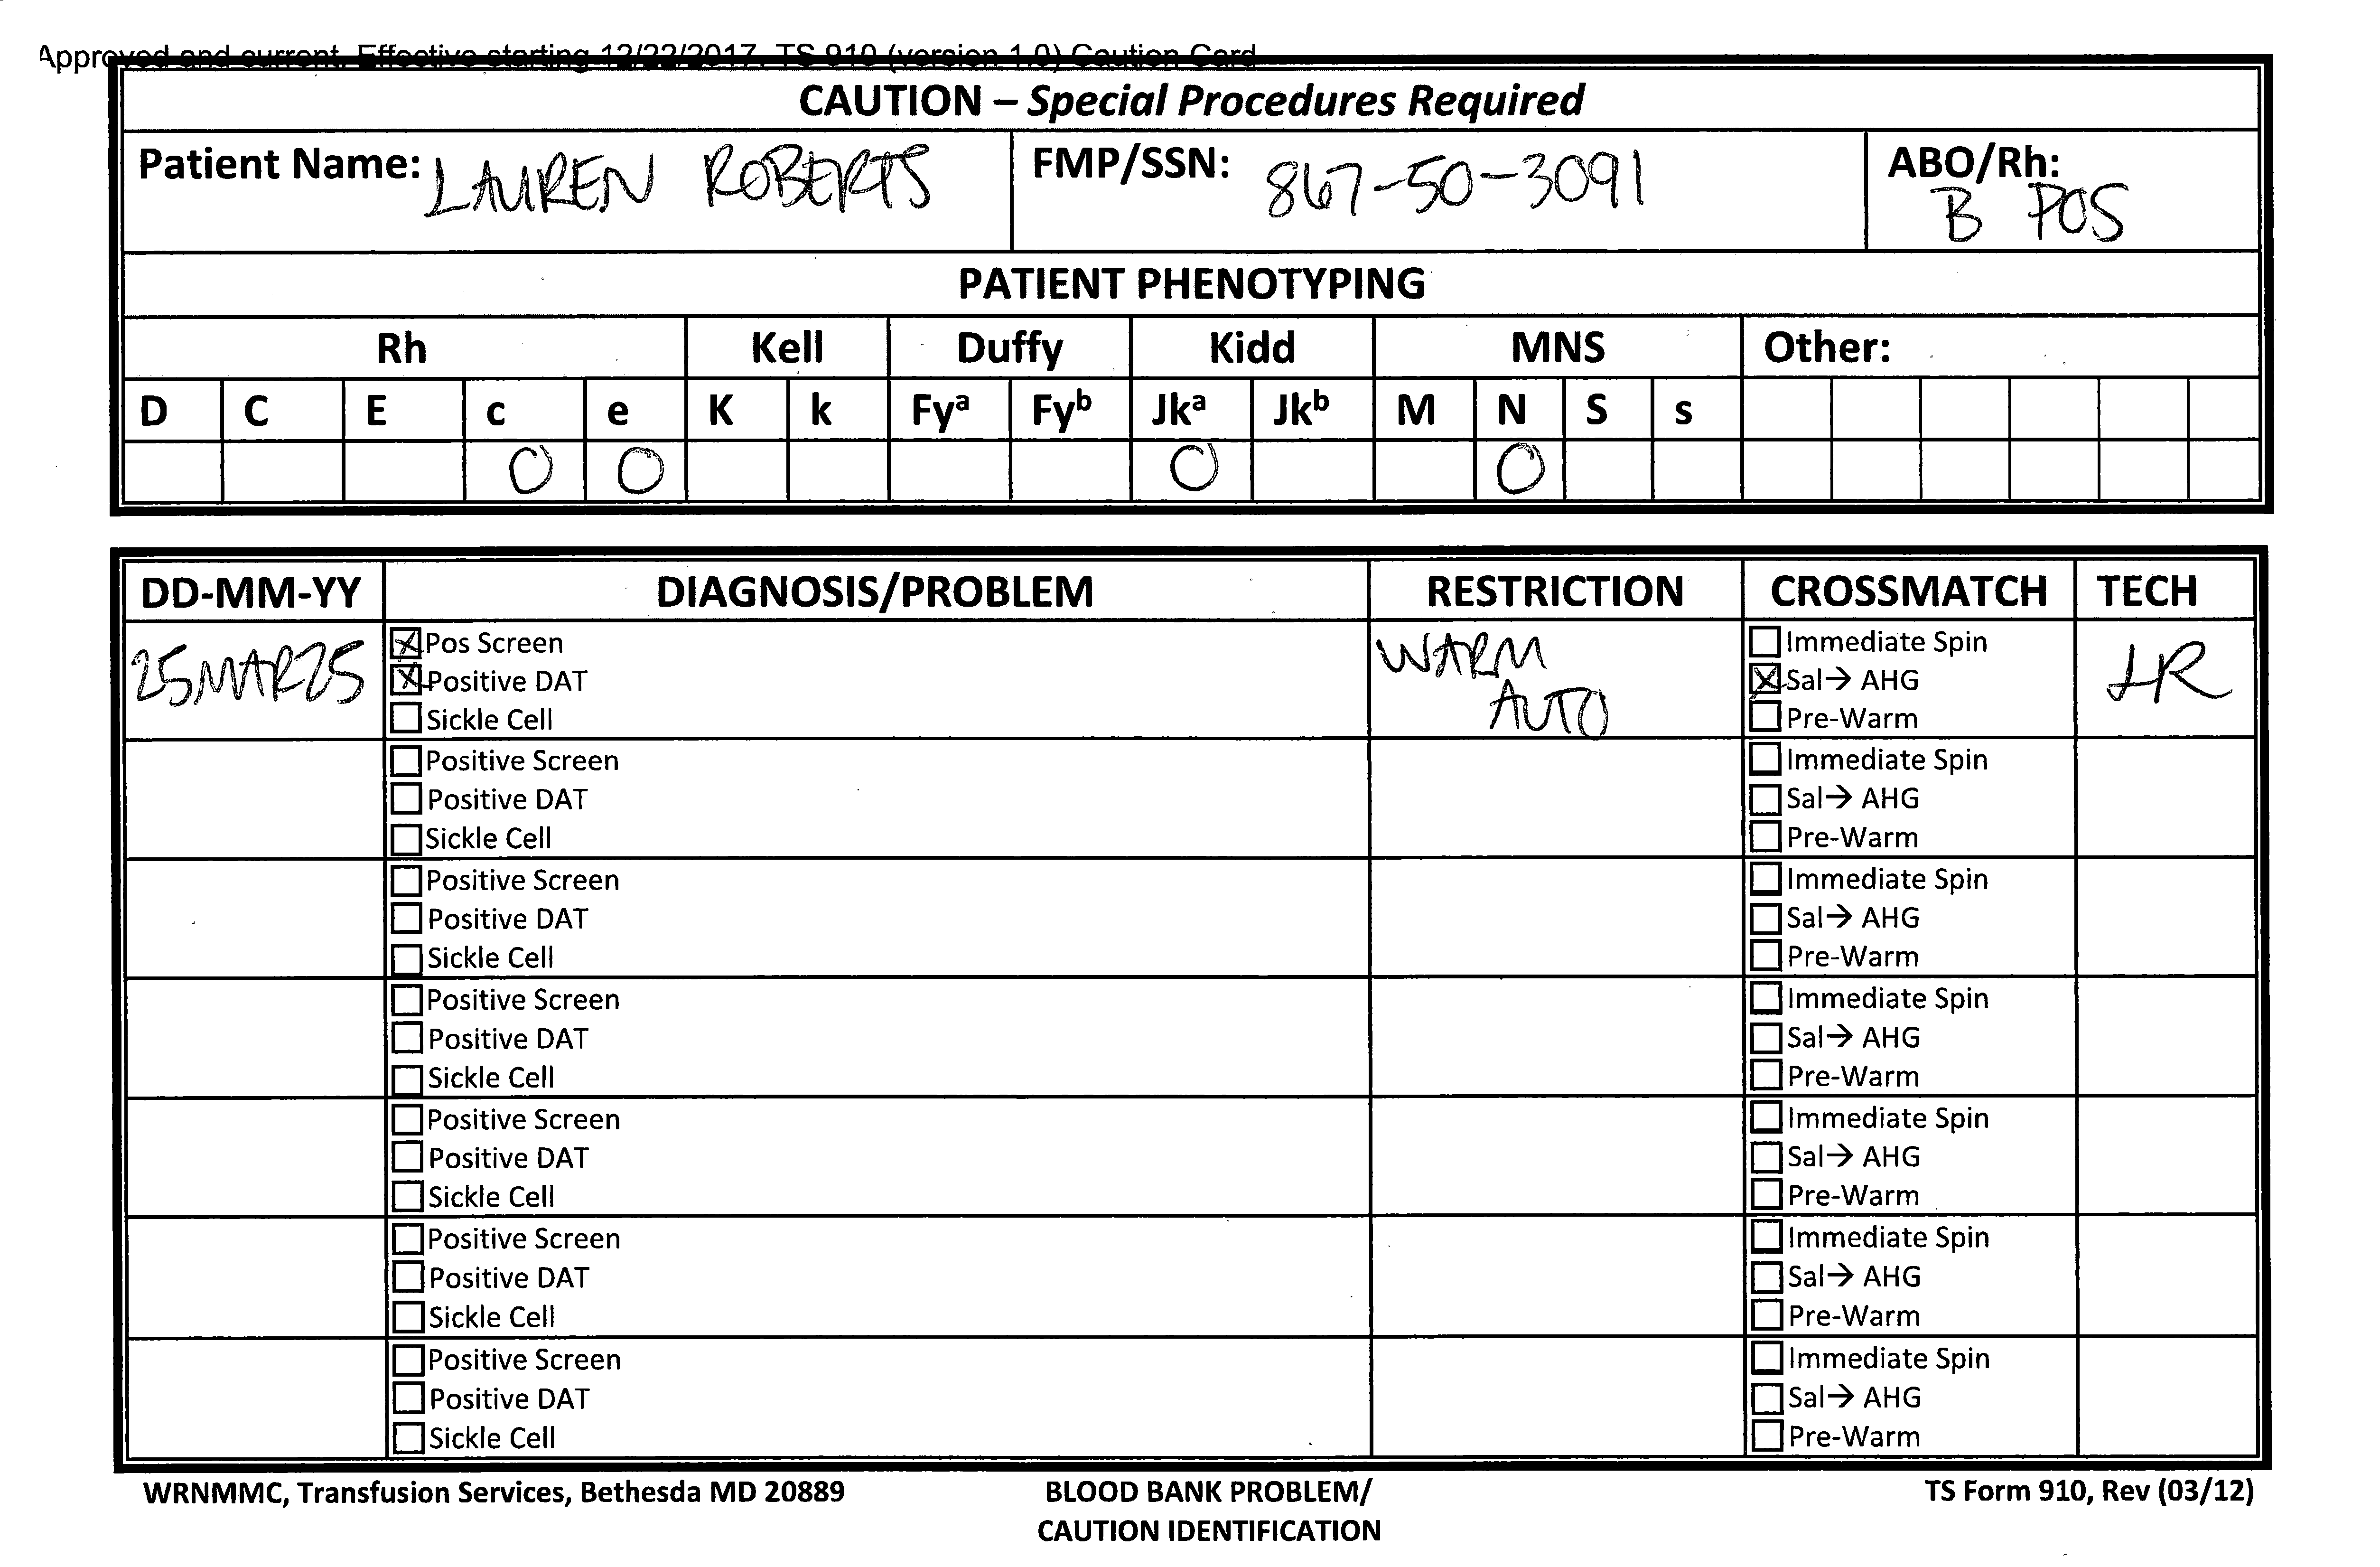 Approved and current. Effective starting 12/22/2017. TS 910 (version 1.0) Caution Card
CAUTION – Special Procedures Required
Patient Name: LAUREN ROBERTS FMP/SSN: 867-50-3091 ABO/Rh: B POS
PATIENT PHENOTYPING
Rh Kell Duffy Kidd MNS Other:
D C E c e K k Fyª Fyᵇ Jkª Jkᵇ M N S s
O O O O
DD-MM-YY DIAGNOSIS/PROBLEM RESTRICTION CROSSMATCH TECH
25MAR25 ☒ Pos Screen WARM ☐ Immediate Spin LR
☒ Positive DAT AUTO ☒ Sal→ AHG
☐ Sickle Cell ☐ Pre-Warm
☐ Positive Screen ☐ Immediate Spin
☐ Positive DAT ☐ Sal→ AHG
☐ Sickle Cell ☐ Pre-Warm
☐ Positive Screen ☐ Immediate Spin
☐ Positive DAT ☐ Sal→ AHG
☐ Sickle Cell ☐ Pre-Warm
☐ Positive Screen ☐ Immediate Spin
☐ Positive DAT ☐ Sal→ AHG
☐ Sickle Cell ☐ Pre-Warm
☐ Positive Screen ☐ Immediate Spin
☐ Positive DAT ☐ Sal→ AHG
☐ Sickle Cell ☐ Pre-Warm
☐ Positive Screen ☐ Immediate Spin
☐ Positive DAT ☐ Sal→ AHG
☐ Sickle Cell ☐ Pre-Warm
☐ Positive Screen ☐ Immediate Spin
☐ Positive DAT ☐ Sal→ AHG
☐ Sickle Cell ☐ Pre-Warm
WRNMMC, Transfusion Services, Bethesda MD 20889 BLOOD BANK PROBLEM/ TS Form 910, Rev (03/12)
CAUTION IDENTIFICATION